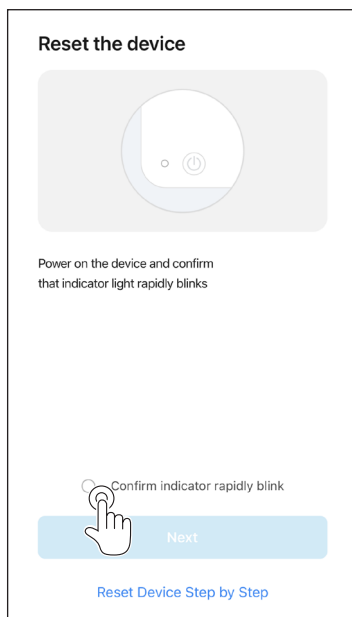 Reset the device
Power on the device and confirm
that indicator light rapidly blinks
Confirm indicator rapidly blink
Next
Reset Device Step by Step